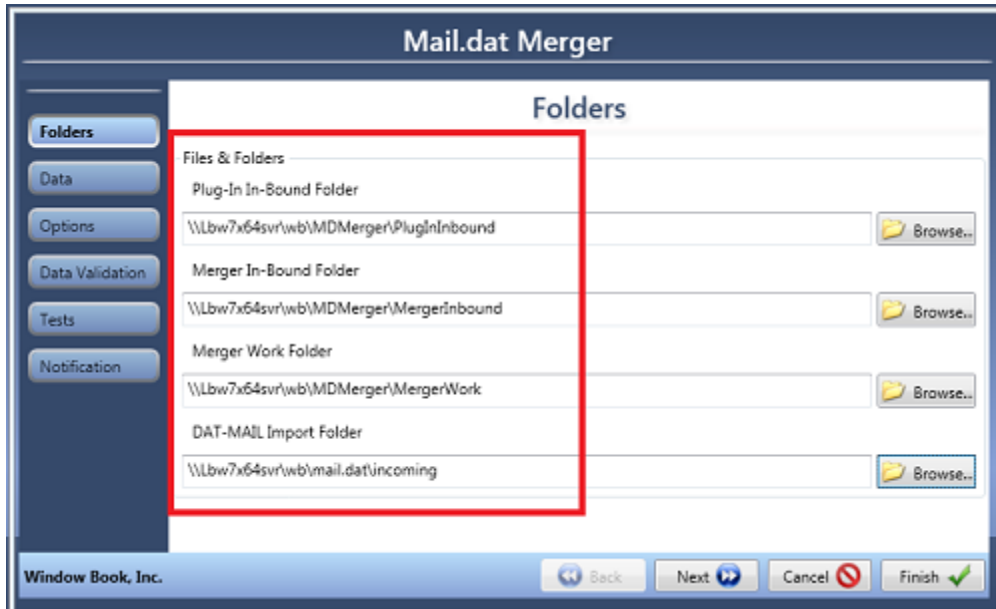 Mail.dat Merger
Folders
Folders
Data
Options
Data Validation
Tests
Notification
Files & Folders
Plug-In In-Bound Folder
\\Lbw7x64svr\wb\MDMerger\PlugInInbound
Browse..
Merger In-Bound Folder
\\Lbw7x64svr\wb\MDMerger\MergerInbound
Browse..
Merger Work Folder
\\Lbw7x64svr\wb\MDMerger\MergerWork
Browse..
DAT-MAIL Import Folder
\\Lbw7x64svr\wb\mail.dat\incoming
Browse..
Window Book, Inc.
Back
Next
Cancel
Finish